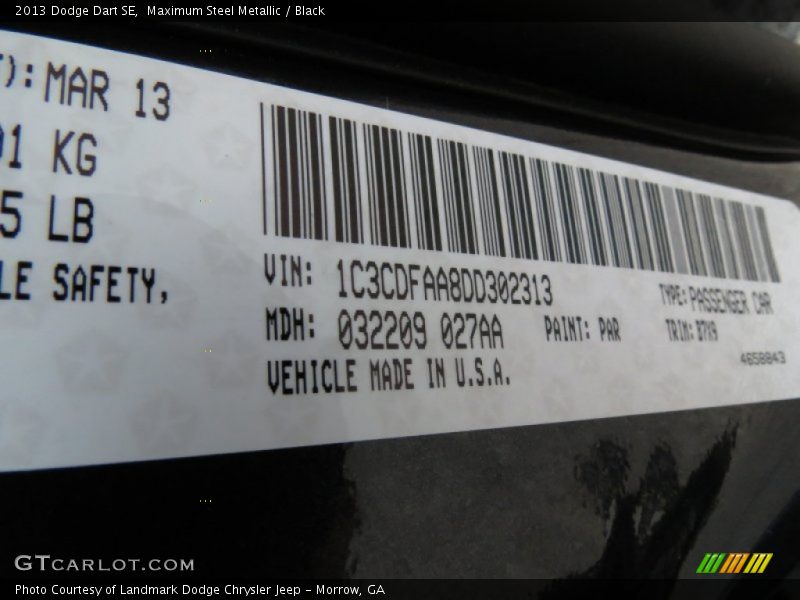 2013 Dodge Dart SE,  Maximum Steel Metallic / Black
): MAR 13
01 KG
5 LB
LE SAFETY,
VIN: 1C3CDFAA8DD302313
TYPE: PASSENGER CAR
MDH: 032209 027AA
PAINT: PAR
TRIM: B7X9
VEHICLE MADE IN U.S.A.
4658843
GTCARLOT.COM
Photo Courtesy of Landmark Dodge Chrysler Jeep - Morrow, GA